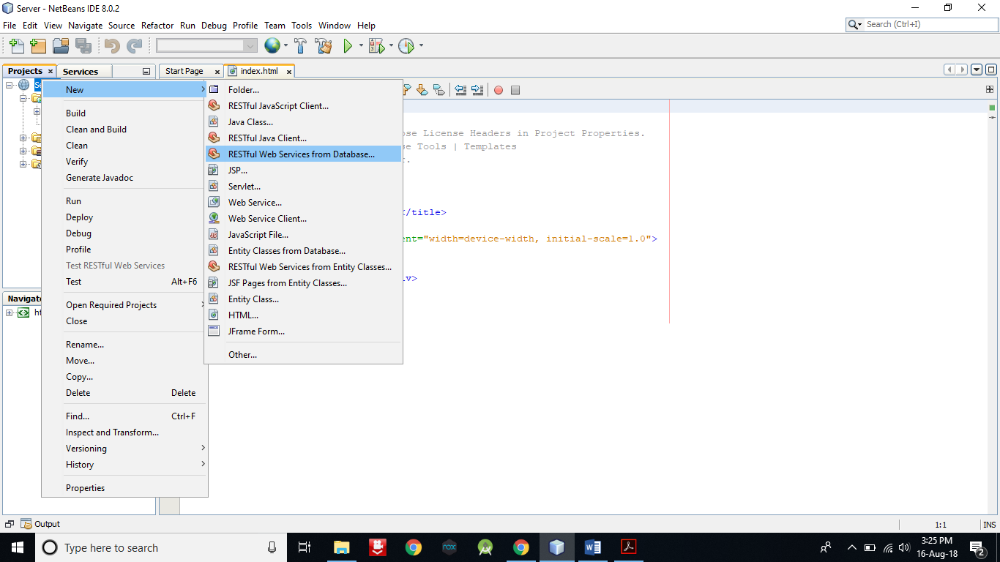 Server - NetBeans IDE 8.0.2
File Edit View Navigate Source Refactor Run Debug Profile Team Tools Window Help
Search (Ctrl+I)
Projects
Services
Start Page
index.html
New
Build
Clean and Build
Clean
Verify
Generate Javadoc
Run
Deploy
Debug
Profile
Test RESTful Web Services
Test Alt+F6
Open Required Projects
Close
Rename...
Move...
Copy...
Delete Delete
Find... Ctrl+F
Inspect and Transform...
Versioning
History
Properties
Folder...
RESTful JavaScript Client...
Java Class...
RESTful Java Client...
RESTful Web Services from Database...
JSP...
Servlet...
Web Service...
Web Service Client...
JavaScript File...
Entity Classes from Database...
RESTful Web Services from Entity Classes...
JSF Pages from Entity Classes...
Entity Class...
HTML...
JFrame Form...
Other...
ose License Headers in Project Properties.
se Tools | Templates
</title>
ent="width=device-width, initial-scale=1.0">
iv>
Output
1:1
INS
Type here to search
nox
3:25 PM
16-Aug-18
2